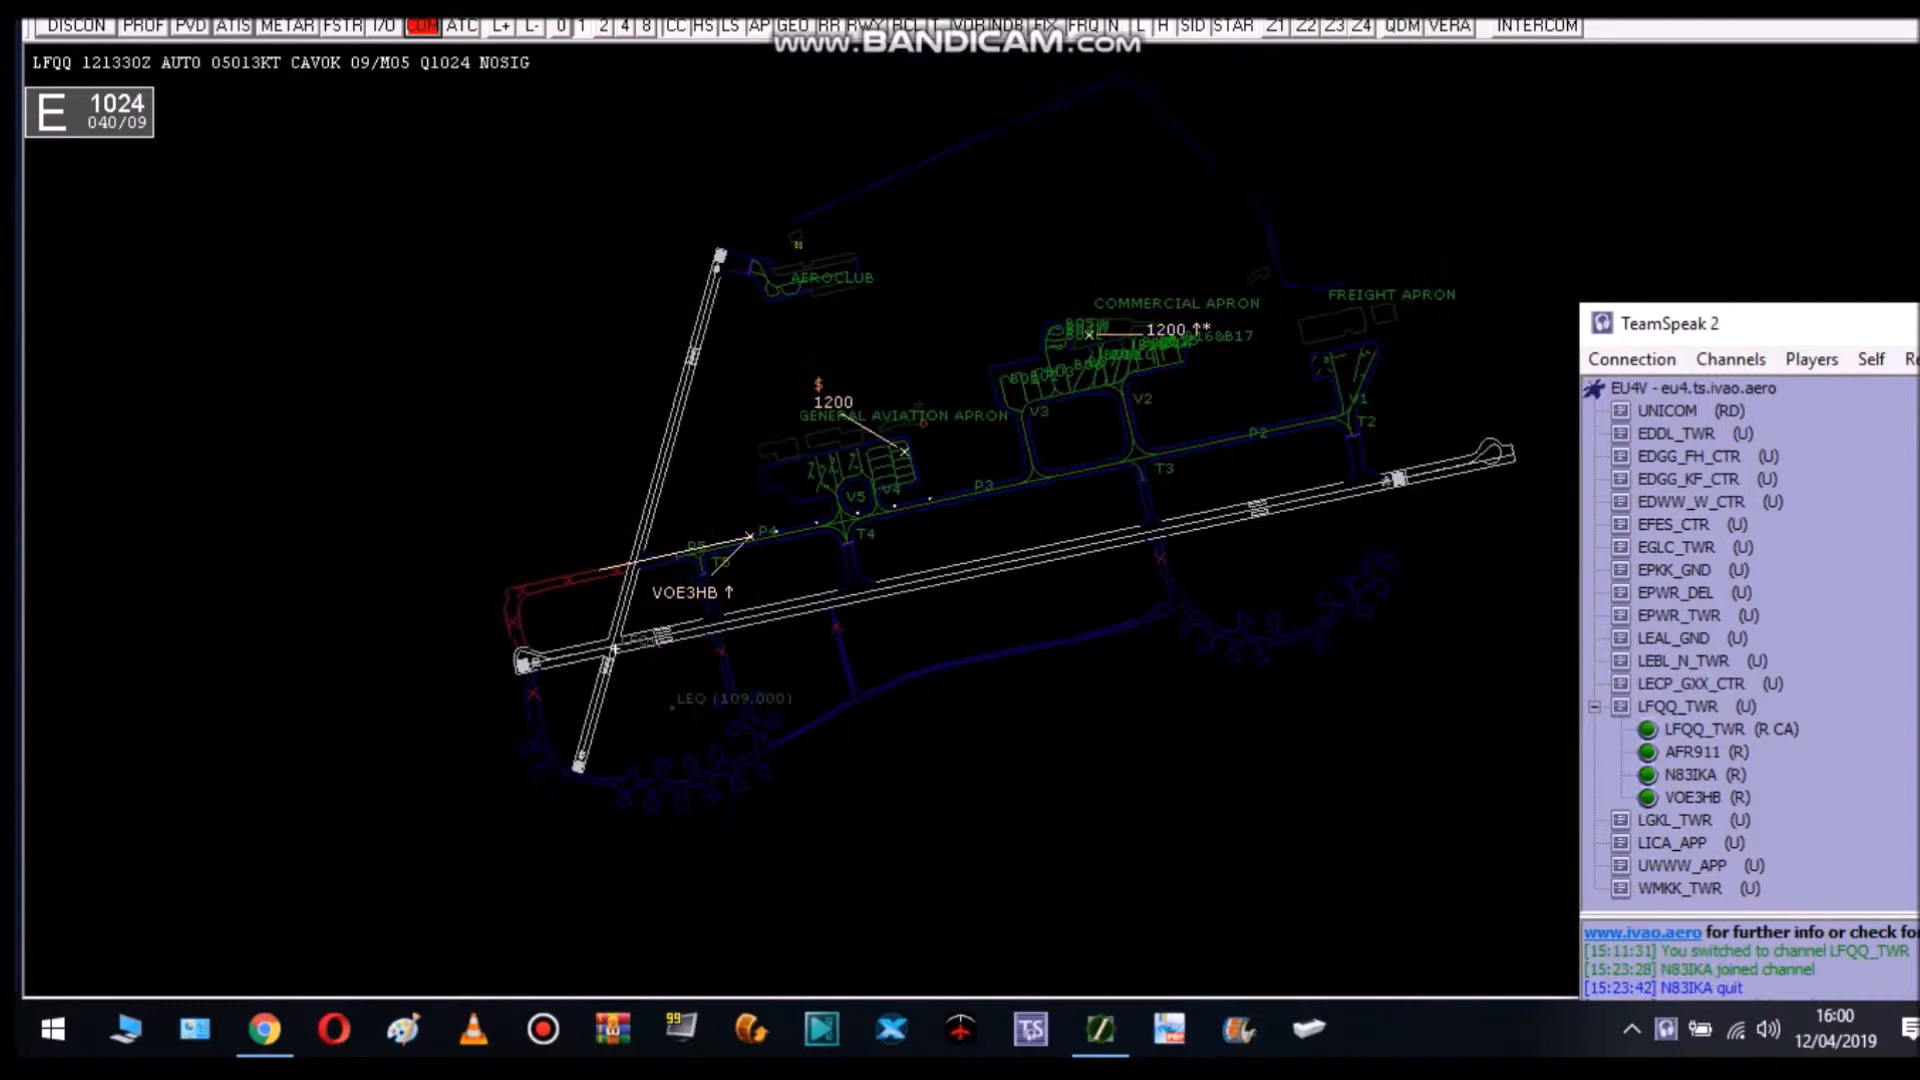 DISCON PROF PVD ATIS METAR FSTR I/O COM ATC L+ L- 0 1 2 4 8 CC HS LS AP GEO RR RWY RCL T VOR NDB FIX FRQ N L H SID STAR Z1 Z2 Z3 Z4 QDM VERA INTERCOM
www.BANDICAM.com
LFQQ 121330Z AUTO 05013KT CAVOK 09/M05 Q1024 NOSIG
E 1024
040/09
AEROCLUB
COMMERCIAL APRON
FREIGHT APRON
1200 ↑*
$
1200
GENERAL AVIATION APRON
V3
V2
V1
T2
P2
T3
P3
V5
V4
T4
P4
P5
VOE3HB ↑
LEQ (109.000)
TeamSpeak 2
Connection Channels Players Self
EU4V - eu4.ts.ivao.aero
UNICOM (RD)
EDDL_TWR (U)
EDGG_FH_CTR (U)
EDGG_KF_CTR (U)
EDWW_W_CTR (U)
EFES_CTR (U)
EGLC_TWR (U)
EPKK_GND (U)
EPWR_DEL (U)
EPWR_TWR (U)
LEAL_GND (U)
LEBL_N_TWR (U)
LECP_GXX_CTR (U)
LFQQ_TWR (U)
LFQQ_TWR (R CA)
AFR911 (R)
N83IKA (R)
VOE3HB (R)
LGKL_TWR (U)
LICA_APP (U)
UWWW_APP (U)
WMKK_TWR (U)
www.ivao.aero for further info or check fo
[15:11:31] You switched to channel LFQQ_TWR
[15:23:28] N83IKA joined channel
[15:23:42] N83IKA quit
99
TS
16:00
12/04/2019